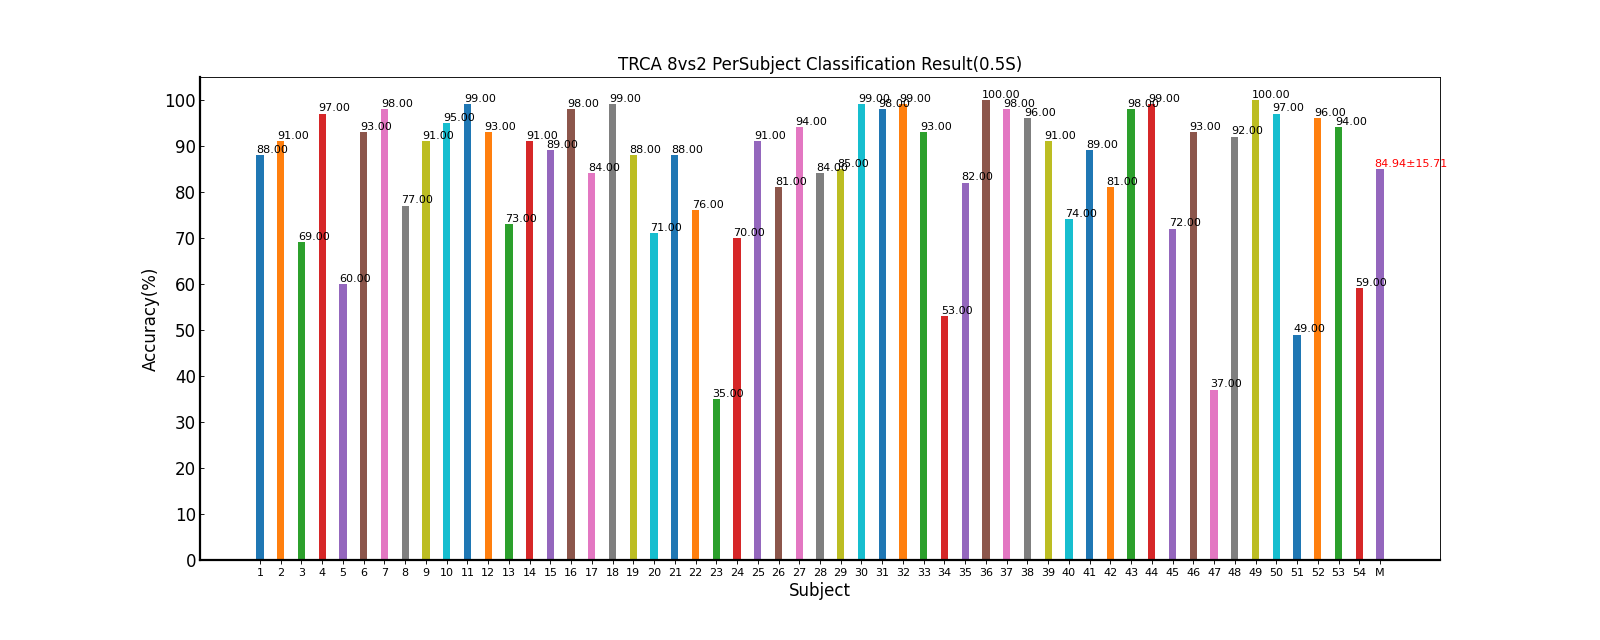 TRCA 8vs2 PerSubject Classification Result(0.5S)
Accuracy(%)
100
90
80
70
60
50
40
30
20
10
0
88.00 91.00 69.00 97.00 60.00 93.00 98.00 77.00 91.00 95.00 99.00 93.00 73.00 91.00 89.00 98.00 84.00 99.00 88.00 71.00 88.00 76.00 35.00 70.00 91.00 81.00 94.00 84.00 85.00 99.00 98.00 99.00 93.00 53.00 82.00 100.00 98.00 96.00 91.00 74.00 89.00 81.00 98.00 99.00 72.00 93.00 37.00 92.00 100.00 97.00 49.00 96.00 94.00 59.00 84.94±15.71
1 2 3 4 5 6 7 8 9 10 11 12 13 14 15 16 17 18 19 20 21 22 23 24 25 26 27 28 29 30 31 32 33 34 35 36 37 38 39 40 41 42 43 44 45 46 47 48 49 50 51 52 53 54 M
Subject